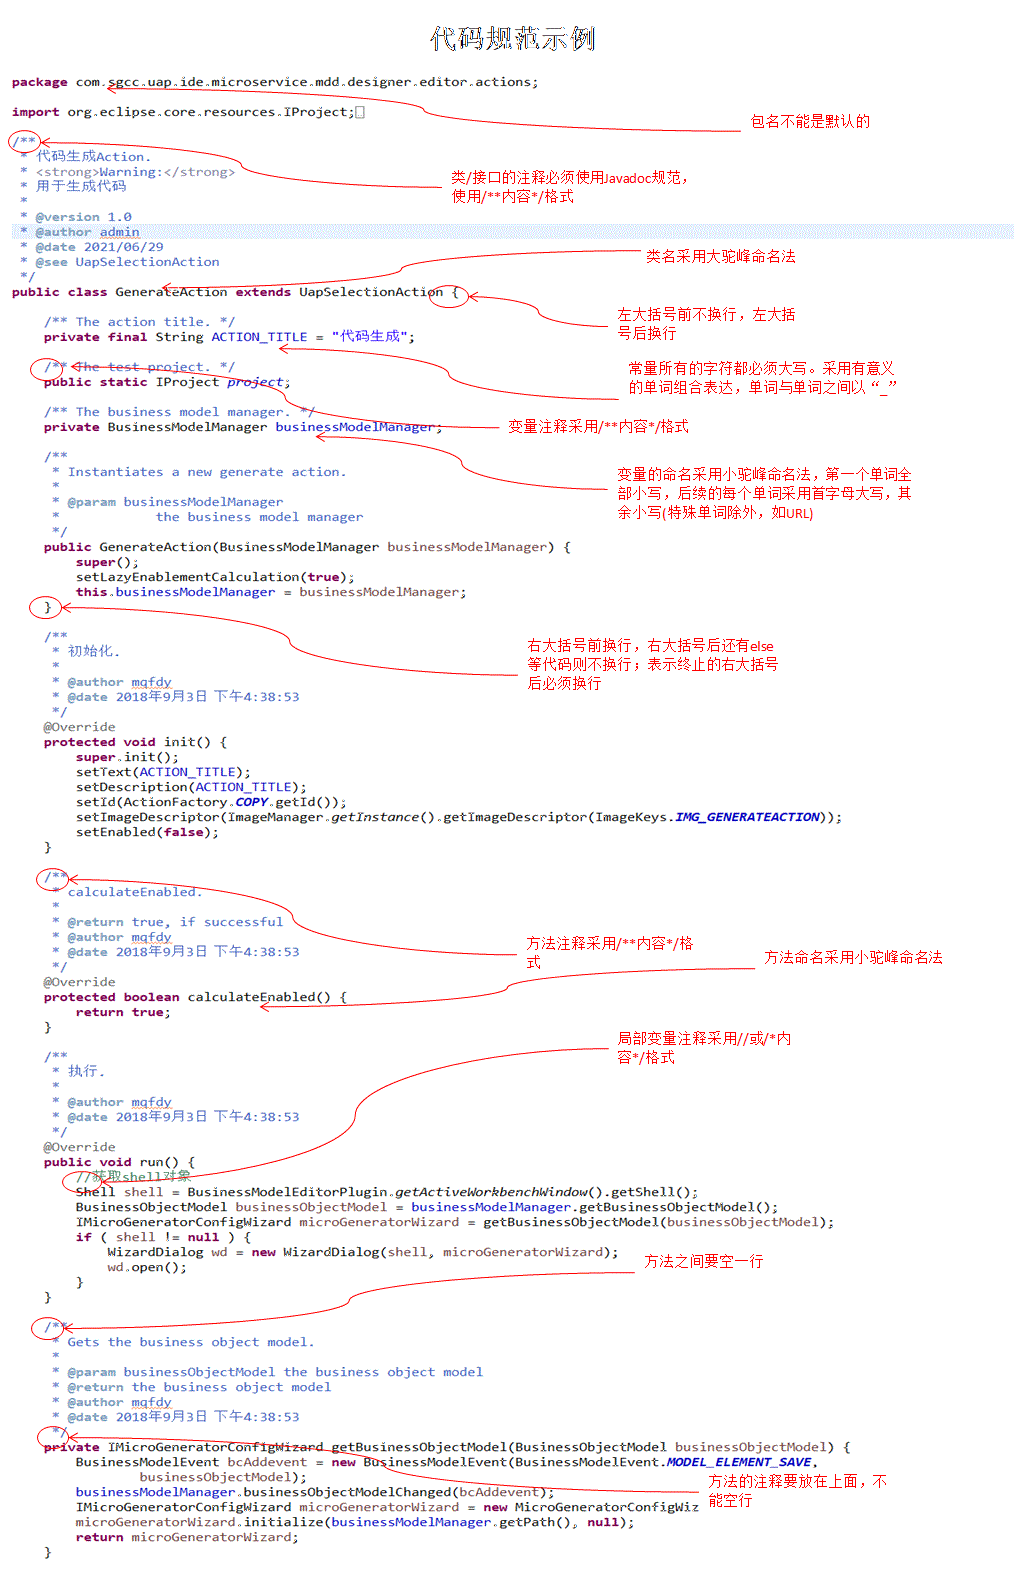 代码规范示例
package com.sgcc.uap.ide.microservice.mdd.designer.editor.actions;
import org.eclipse.core.resources.IProject;
包名不能是默认的
/**
* 代码生成Action.
* <strong>Warning:</strong>
* 用于生成代码
*
* @version 1.0
* @author admin
* @date 2021/06/29
* @see UapSelectionAction
*/
类/接口的注释必须使用Javadoc规范，
使用/**内容*/格式
类名采用大驼峰命名法
public class GenerateAction extends UapSelectionAction {
左大括号前不换行，左大括
号后换行
/** The action title. */
private final String ACTION_TITLE = "代码生成";
常量所有的字符都必须大写。采用有意义
的单词组合表达，单词与单词之间以“_”
/** The test project. */
public static IProject project;
/** The business model manager. */
private BusinessModelManager businessModelManager;
变量注释采用/**内容*/格式
/**
* Instantiates a new generate action.
*
* @param businessModelManager
* the business model manager
*/
变量的命名采用小驼峰命名法，第一个单词全
部小写，后续的每个单词采用首字母大写，其
余小写(特殊单词除外，如URL)
public GenerateAction(BusinessModelManager businessModelManager) {
super();
setLazyEnablementCalculation(true);
this.businessModelManager = businessModelManager;
}
右大括号前换行，右大括号后还有else
等代码则不换行；表示终止的右大括号
后必须换行
/**
* 初始化.
*
* @author mqfdy
* @date 2018年9月3日 下午4:38:53
*/
@Override
protected void init() {
super.init();
setText(ACTION_TITLE);
setDescription(ACTION_TITLE);
setId(ActionFactory.COPY.getId());
setImageDescriptor(ImageManager.getInstance().getImageDescriptor(ImageKeys.IMG_GENERATEACTION));
setEnabled(false);
}
/**
* calculateEnabled.
*
* @return true, if successful
* @author mqfdy
* @date 2018年9月3日 下午4:38:53
*/
方法注释采用/**内容*/格
式
方法命名采用小驼峰命名法
@Override
protected boolean calculateEnabled() {
return true;
}
局部变量注释采用//或/*内
容*/格式
/**
* 执行.
*
* @author mqfdy
* @date 2018年9月3日 下午4:38:53
*/
@Override
public void run() {
//获取shell对象
Shell shell = BusinessModelEditorPlugin.getActiveWorkbenchWindow().getShell();
BusinessObjectModel businessObjectModel = businessModelManager.getBusinessObjectModel();
IMicroGeneratorConfigWizard microGeneratorWizard = getBusinessObjectModel(businessObjectModel);
if ( shell != null ) {
WizardDialog wd = new WizardDialog(shell, microGeneratorWizard);
wd.open();
}
}
方法之间要空一行
/**
* Gets the business object model.
*
* @param businessObjectModel the business object model
* @return the business object model
* @author mqfdy
* @date 2018年9月3日 下午4:38:53
*/
private IMicroGeneratorConfigWizard getBusinessObjectModel(BusinessObjectModel businessObjectModel) {
BusinessModelEvent bcAddevent = new BusinessModelEvent(BusinessModelEvent.MODEL_ELEMENT_SAVE,
businessObjectModel);
businessModelManager.businessObjectModelChanged(bcAddevent);
IMicroGeneratorConfigWizard microGeneratorWizard = new MicroGeneratorConfigWiz
microGeneratorWizard.initialize(businessModelManager.getPath(), null);
return microGeneratorWizard;
}
方法的注释要放在上面，不
能空行